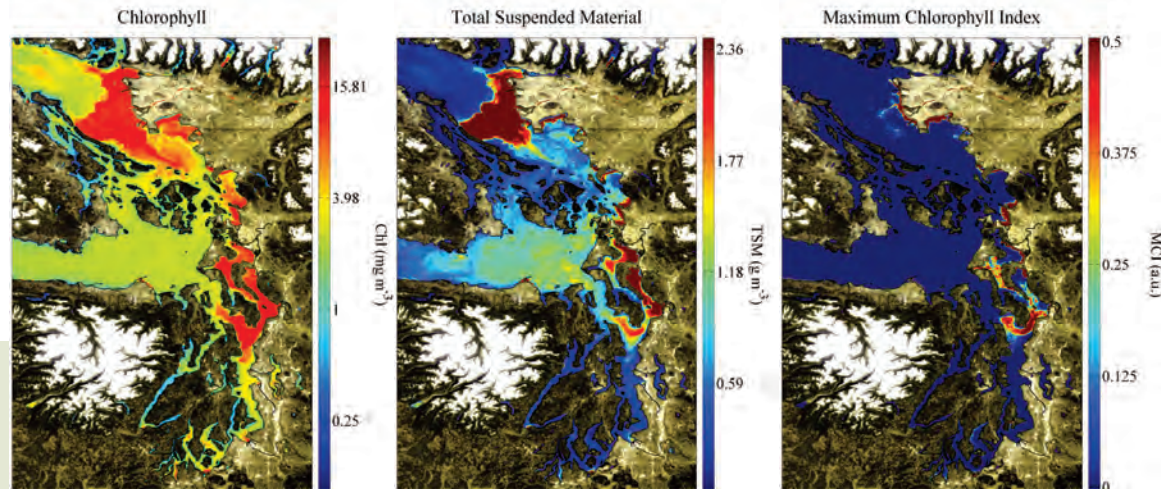 Chlorophyll
15.81
3.98
1
0.25
Chl (mg m-3)
Total Suspended Material
2.36
1.77
1.18
0.59
TSM (g m-3)
Maximum Chlorophyll Index
0.5
0.375
0.25
0.125
0
MCI (a.u.)